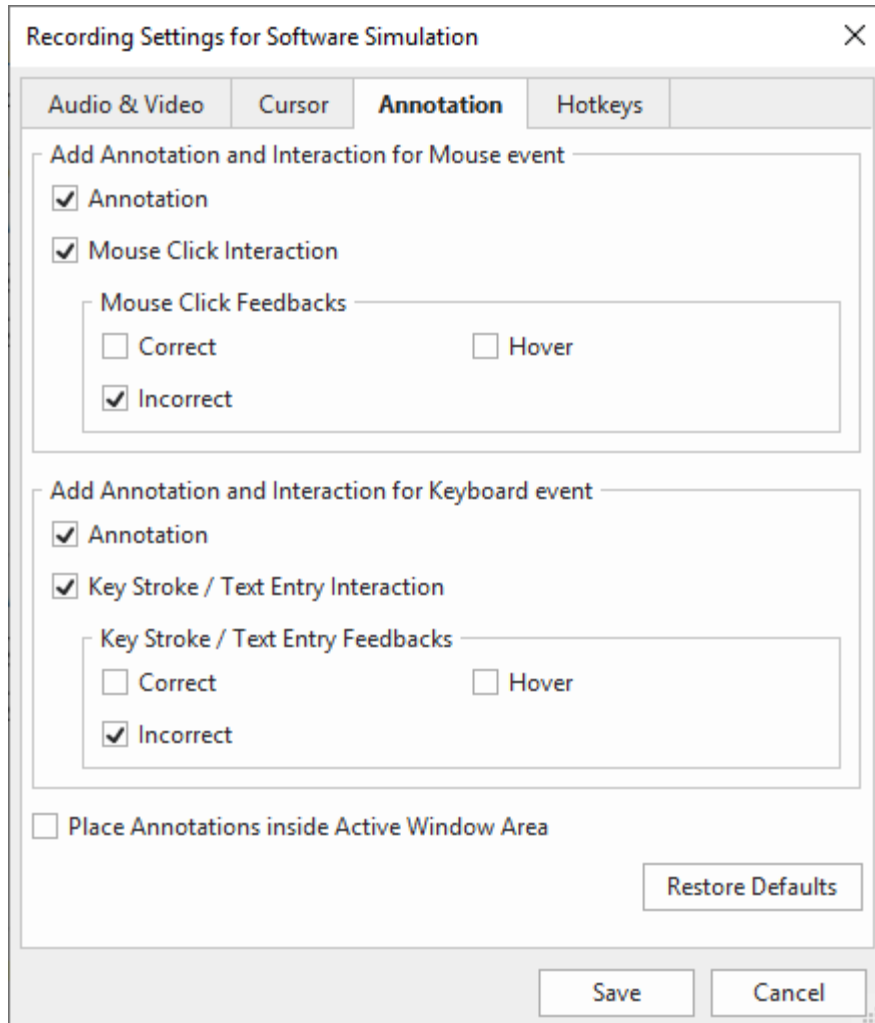 Recording Settings for Software Simulation
Audio & Video Cursor Annotation Hotkeys
Add Annotation and Interaction for Mouse event
Annotation
Mouse Click Interaction
Mouse Click Feedbacks
Correct Hover
Incorrect
Add Annotation and Interaction for Keyboard event
Annotation
Key Stroke / Text Entry Interaction
Key Stroke / Text Entry Feedbacks
Correct Hover
Incorrect
Place Annotations inside Active Window Area
Restore Defaults
Save Cancel